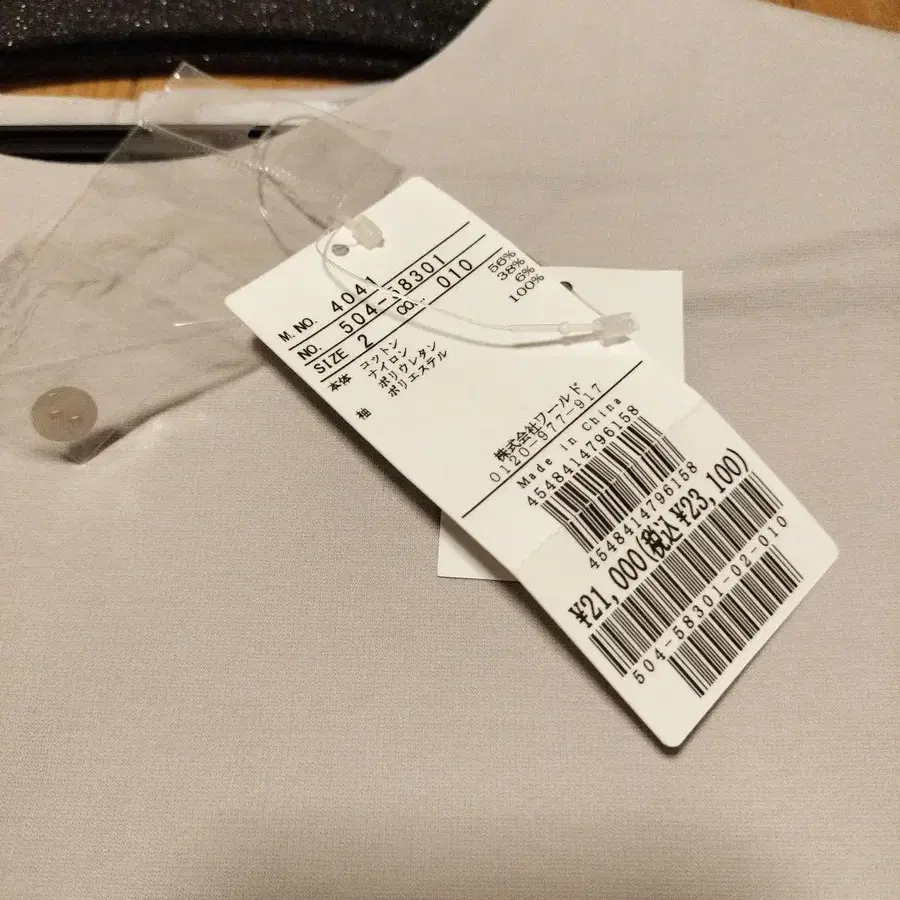 M.NO. 4041
NO. 504-58301
SIZE 2 CO... 010
本体 コットン 56%
ナイロン 38%
ポリウレタン 6%
袖 ポリエステル 100%
株式会社ワールド
0120-977-917
Made in China
4548414796158
4548414796158
¥21,000(税込¥23,100)
504-58301-02-010